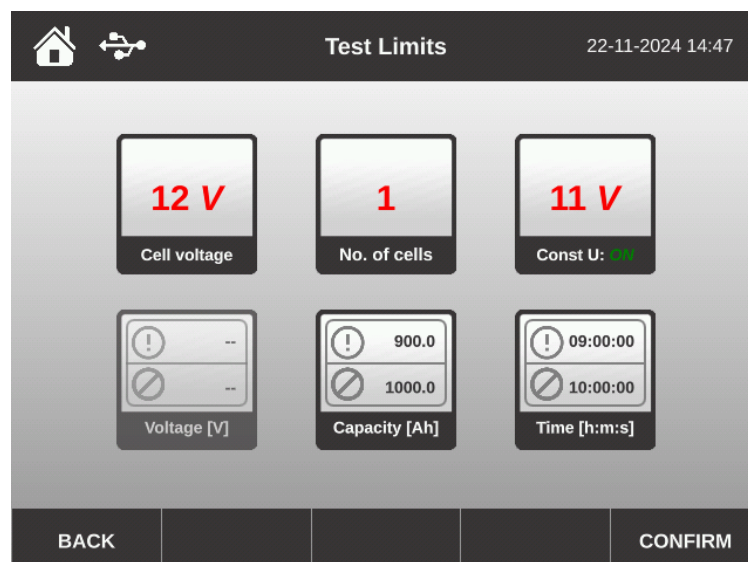 Test Limits
22-11-2024 14:47
12 V
1
11 V
Cell voltage
No. of cells
Const U: ON
--
900.0
09:00:00
--
1000.0
10:00:00
Voltage [V]
Capacity [Ah]
Time [h:m:s]
BACK
CONFIRM